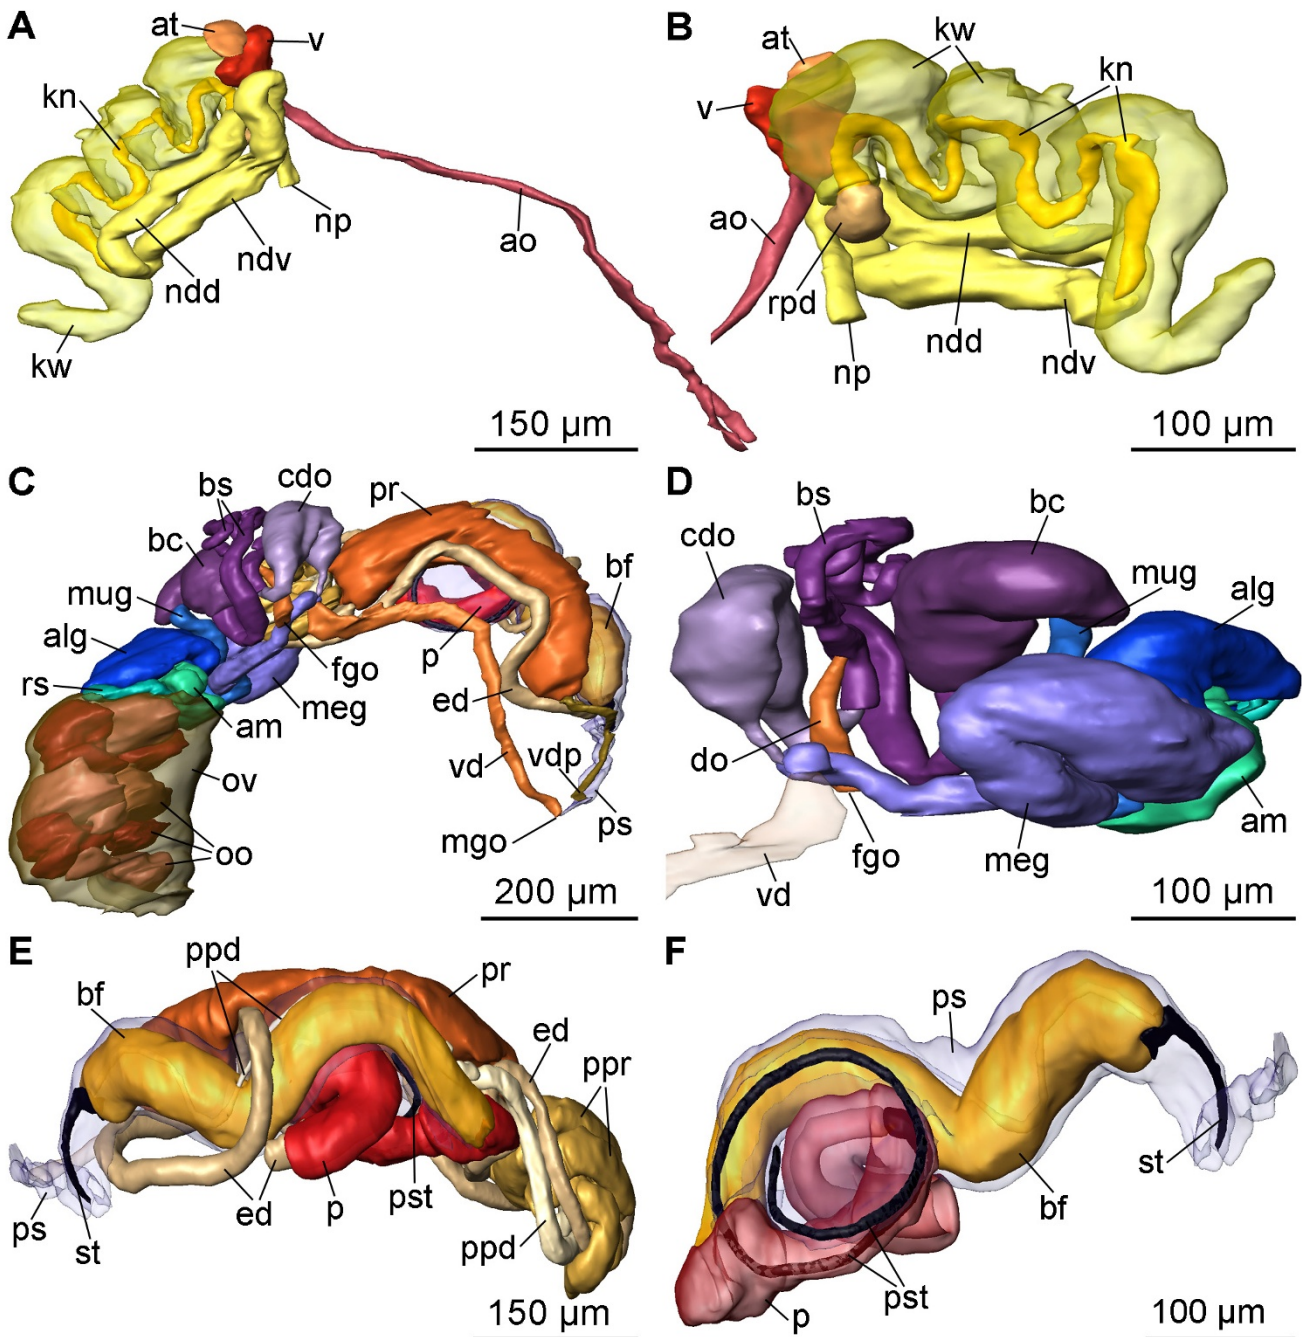 A
at
v
kn
np
ao
ndv
ndd
kw
150 µm
B
at
kw
kn
v
ao
rpd
np
ndd
ndv
100 µm
C
bs
cdo
pr
bc
bf
mug
alg
rs
fgo
p
meg
ed
am
vd
vdp
ov
ps
mgo
oo
200 µm
D
bs
bc
cdo
mug
alg
do
am
fgo
meg
vd
100 µm
E
ppd
pr
bf
ed
ppr
ps
st
ed
p
pst
ppd
150 µm
F
ps
st
bf
pst
p
100 µm